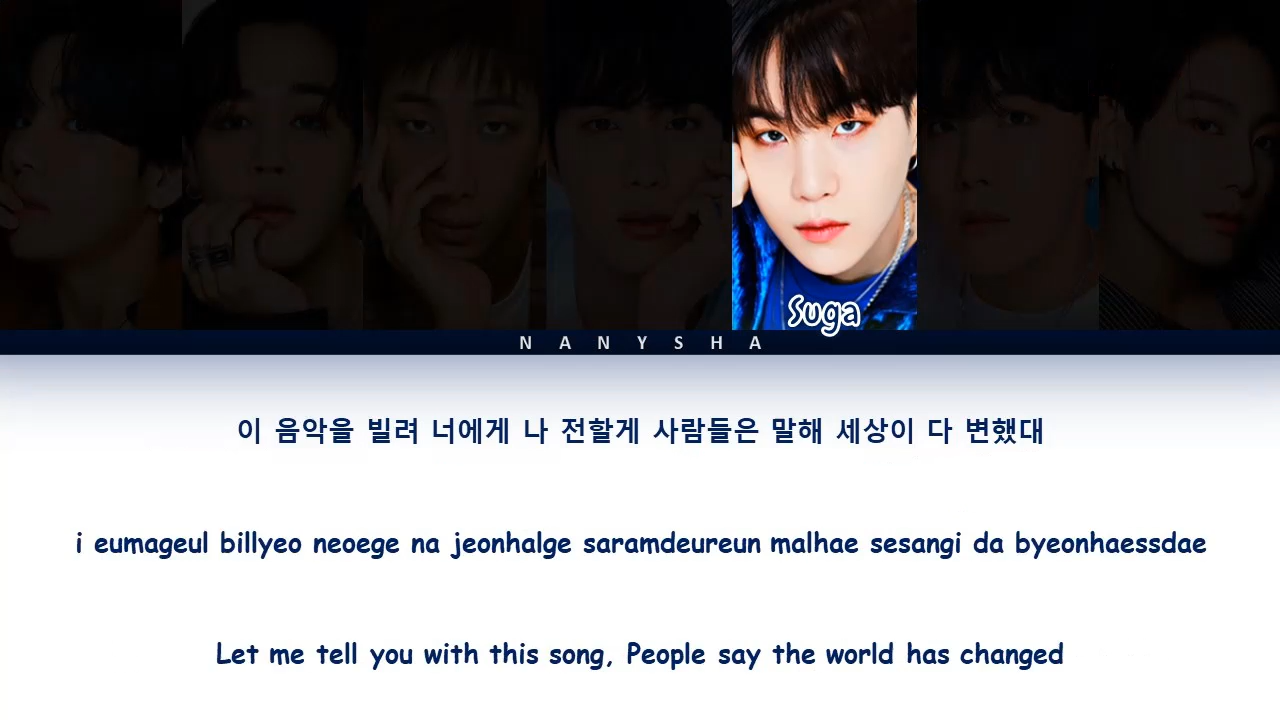 Suga
NANYSHA
이 음악을 빌려 너에게 나 전할게 사람들은 말해 세상이 다 변했대
i eumageul billyeo neoege na jeonhalge saramdeureun malhae sesangi da byeonhaessdae
Let me tell you with this song, People say the world has changed